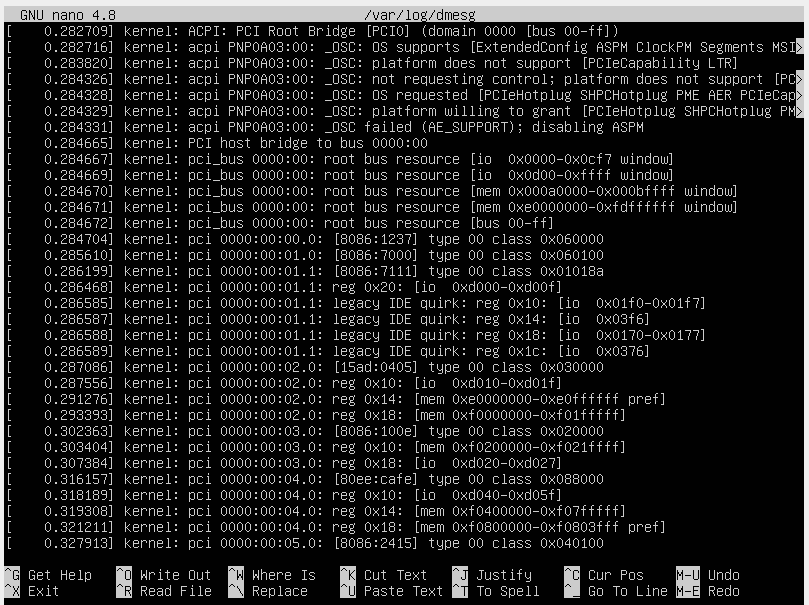 GNU nano 4.8 /var/log/dmesg
[ 0.282709] kernel: ACPI: PCI Root Bridge [PCI0] (domain 0000 [bus 00-ff])
[ 0.282716] kernel: acpi PNP0A03:00: _OSC: OS supports [ExtendedConfig ASPM ClockPM Segments MSI>
[ 0.283820] kernel: acpi PNP0A03:00: _OSC: platform does not support [PCIeCapability LTR]
[ 0.284326] kernel: acpi PNP0A03:00: _OSC: not requesting control; platform does not support [PC>
[ 0.284328] kernel: acpi PNP0A03:00: _OSC: OS requested [PCIeHotplug SHPCHotplug PME AER PCIeCap>
[ 0.284329] kernel: acpi PNP0A03:00: _OSC: platform willing to grant [PCIeHotplug SHPCHotplug PM>
[ 0.284331] kernel: acpi PNP0A03:00: _OSC failed (AE_SUPPORT); disabling ASPM
[ 0.284665] kernel: PCI host bridge to bus 0000:00
[ 0.284667] kernel: pci_bus 0000:00: root bus resource [io 0x0000-0x0cf7 window]
[ 0.284669] kernel: pci_bus 0000:00: root bus resource [io 0x0d00-0xffff window]
[ 0.284670] kernel: pci_bus 0000:00: root bus resource [mem 0x000a0000-0x000bffff window]
[ 0.284671] kernel: pci_bus 0000:00: root bus resource [mem 0xe0000000-0xfdffffff window]
[ 0.284672] kernel: pci_bus 0000:00: root bus resource [bus 00-ff]
[ 0.284704] kernel: pci 0000:00:00.0: [8086:1237] type 00 class 0x060000
[ 0.285610] kernel: pci 0000:00:01.0: [8086:7000] type 00 class 0x060100
[ 0.286199] kernel: pci 0000:00:01.1: [8086:7111] type 00 class 0x01018a
[ 0.286468] kernel: pci 0000:00:01.1: reg 0x20: [io 0xd000-0xd00f]
[ 0.286585] kernel: pci 0000:00:01.1: legacy IDE quirk: reg 0x10: [io 0x01f0-0x01f7]
[ 0.286587] kernel: pci 0000:00:01.1: legacy IDE quirk: reg 0x14: [io 0x03f6]
[ 0.286588] kernel: pci 0000:00:01.1: legacy IDE quirk: reg 0x18: [io 0x0170-0x0177]
[ 0.286589] kernel: pci 0000:00:01.1: legacy IDE quirk: reg 0x1c: [io 0x0376]
[ 0.287086] kernel: pci 0000:00:02.0: [15ad:0405] type 00 class 0x030000
[ 0.287556] kernel: pci 0000:00:02.0: reg 0x10: [io 0xd010-0xd01f]
[ 0.291276] kernel: pci 0000:00:02.0: reg 0x14: [mem 0xe0000000-0xe0ffffff pref]
[ 0.293393] kernel: pci 0000:00:02.0: reg 0x18: [mem 0xf0000000-0xf01fffff]
[ 0.302363] kernel: pci 0000:00:03.0: [8086:100e] type 00 class 0x020000
[ 0.303404] kernel: pci 0000:00:03.0: reg 0x10: [mem 0xf0200000-0xf021ffff]
[ 0.307384] kernel: pci 0000:00:03.0: reg 0x18: [io 0xd020-0xd027]
[ 0.316157] kernel: pci 0000:00:04.0: [80ee:cafe] type 00 class 0x088000
[ 0.318189] kernel: pci 0000:00:04.0: reg 0x10: [io 0xd040-0xd05f]
[ 0.319308] kernel: pci 0000:00:04.0: reg 0x14: [mem 0xf0400000-0xf07fffff]
[ 0.321211] kernel: pci 0000:00:04.0: reg 0x18: [mem 0xf0800000-0xf0803fff pref]
[ 0.327913] kernel: pci 0000:00:05.0: [8086:2415] type 00 class 0x040100
^G Get Help ^O Write Out ^W Where Is ^K Cut Text ^J Justify ^C Cur Pos M-U Undo
^X Exit ^R Read File ^\ Replace ^U Paste Text ^T To Spell ^_ Go To Line M-E Redo